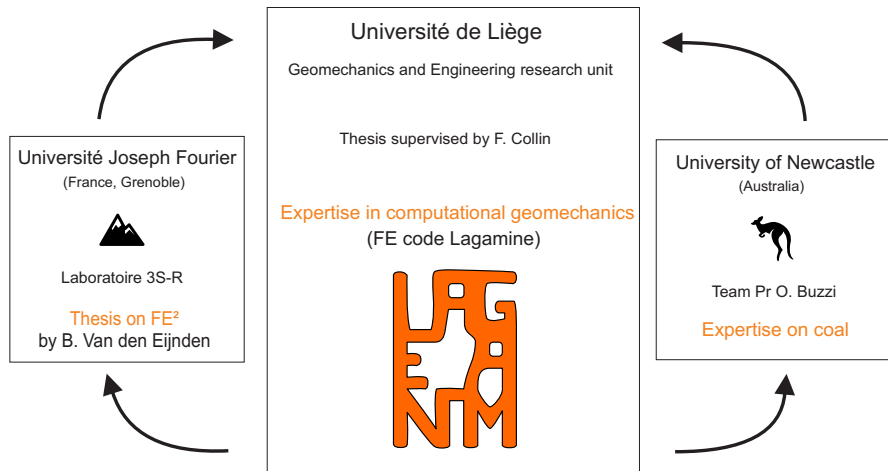 Université de Liège
Geomechanics and Engineering research unit
Thesis supervised by F. Collin
Expertise in computational geomechanics
(FE code Lagamine)
LAGAMINE
Université Joseph Fourier
(France, Grenoble)
Laboratoire 3S-R
Thesis on FE²
by B. Van den Eijnden
University of Newcastle
(Australia)
Team Pr O. Buzzi
Expertise on coal